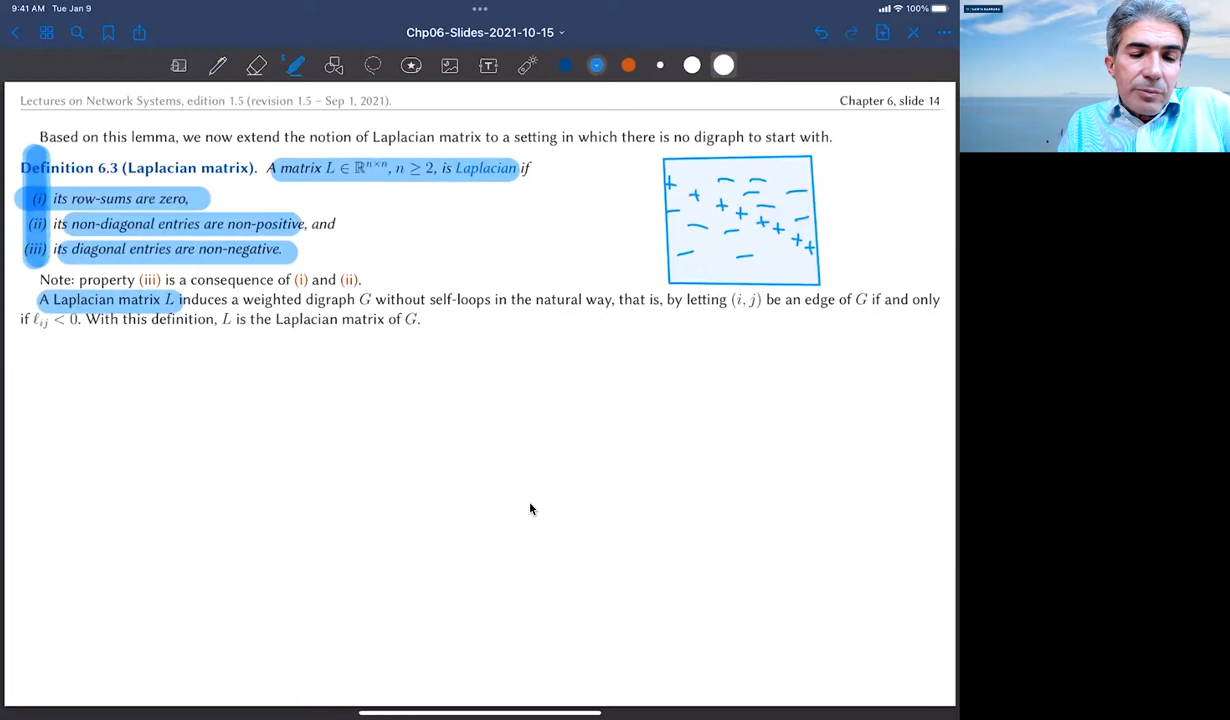 9:41 AM Tue Jan 9
100%
Chp06-Slides-2021-10-15
Lectures on Network Systems, edition 1.5 (revision 1.5 – Sep 1, 2021).
Chapter 6, slide 14
Based on this lemma, we now extend the notion of Laplacian matrix to a setting in which there is no digraph to start with.
Definition 6.3 (Laplacian matrix). A matrix L ∈ ℝⁿˣⁿ, n ≥ 2, is Laplacian if
(i) its row-sums are zero,
(ii) its non-diagonal entries are non-positive, and
(iii) its diagonal entries are non-negative.
Note: property (iii) is a consequence of (i) and (ii).
A Laplacian matrix L induces a weighted digraph G without self-loops in the natural way, that is, by letting (i, j) be an edge of G if and only
if ℓᵢⱼ < 0. With this definition, L is the Laplacian matrix of G.